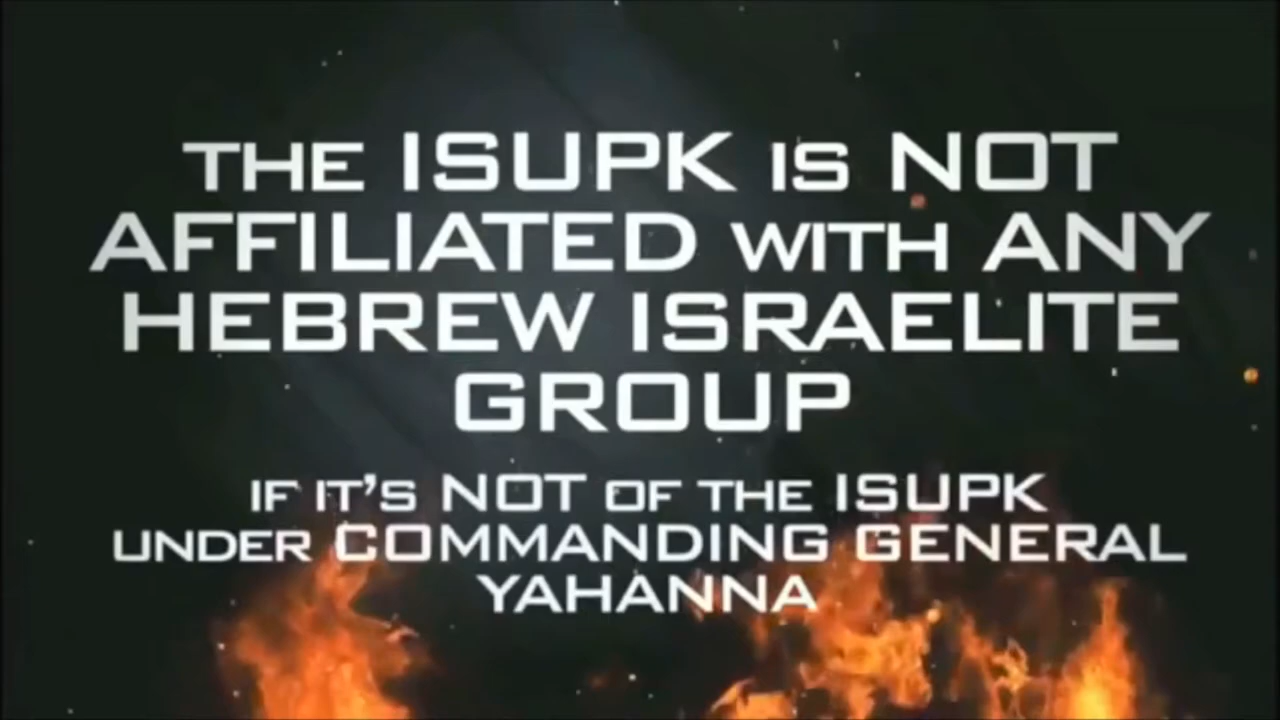 THE ISUPK IS NOT
AFFILIATED WITH ANY
HEBREW ISRAELITE
GROUP
IF IT'S NOT OF THE ISUPK
UNDER COMMANDING GENERAL
YAHANNA